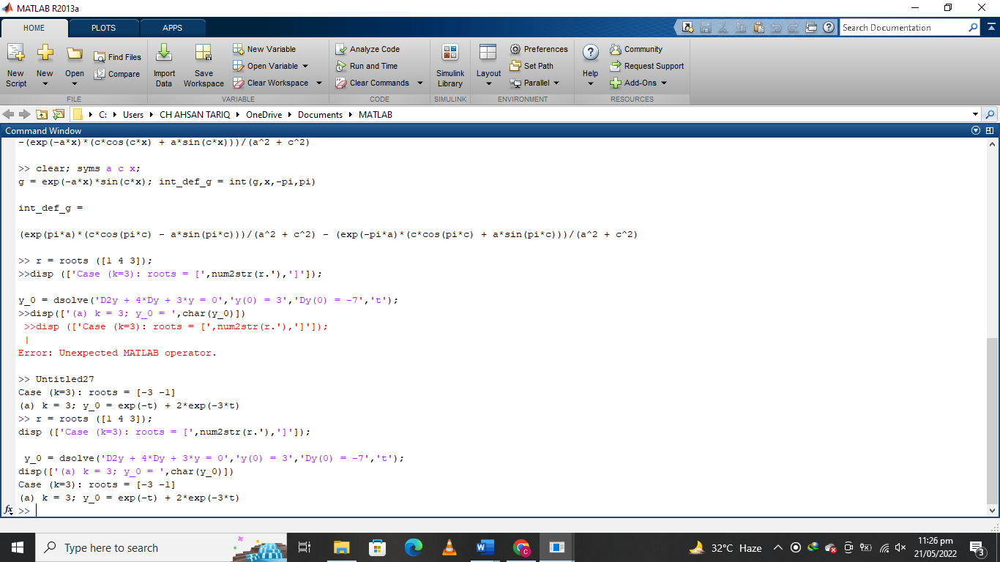 MATLAB R2013a
HOME PLOTS APPS
Search Documentation
New Script
New
Open
Find Files
Compare
Import Data
Save Workspace
New Variable
Open Variable
Clear Workspace
Analyze Code
Run and Time
Clear Commands
Simulink Library
Layout
Preferences
Set Path
Parallel
Help
Community
Request Support
Add-Ons
FILE VARIABLE CODE SIMULINK ENVIRONMENT RESOURCES
C: Users CH AHSAN TARIQ OneDrive Documents MATLAB
Command Window
-(exp(-a*x)*(c*cos(c*x) + a*sin(c*x)))/(a^2 + c^2)
>> clear; syms a c x;
g = exp(-a*x)*sin(c*x); int_def_g = int(g,x,-pi,pi)
int_def_g =
(exp(pi*a)*(c*cos(pi*c) - a*sin(pi*c)))/(a^2 + c^2) - (exp(-pi*a)*(c*cos(pi*c) + a*sin(pi*c)))/(a^2 + c^2)
>> r = roots ([1 4 3]);
>>disp (['Case (k=3): roots = [',num2str(r.'),']']);
y_0 = dsolve('D2y + 4*Dy + 3*y = 0','y(0) = 3','Dy(0) = -7','t');
>>disp(['(a) k = 3; y_0 = ',char(y_0)])
>>disp (['Case (k=3): roots = [',num2str(r.'),']']);
|
Error: Unexpected MATLAB operator.
>> Untitled27
Case (k=3): roots = [-3 -1]
(a) k = 3; y_0 = exp(-t) + 2*exp(-3*t)
>> r = roots ([1 4 3]);
disp (['Case (k=3): roots = [',num2str(r.'),']']);
y_0 = dsolve('D2y + 4*Dy + 3*y = 0','y(0) = 3','Dy(0) = -7','t');
disp(['(a) k = 3; y_0 = ',char(y_0)])
Case (k=3): roots = [-3 -1]
(a) k = 3; y_0 = exp(-t) + 2*exp(-3*t)
fx >>
Type here to search
32°C Haze
11:26 pm
21/05/2022
3